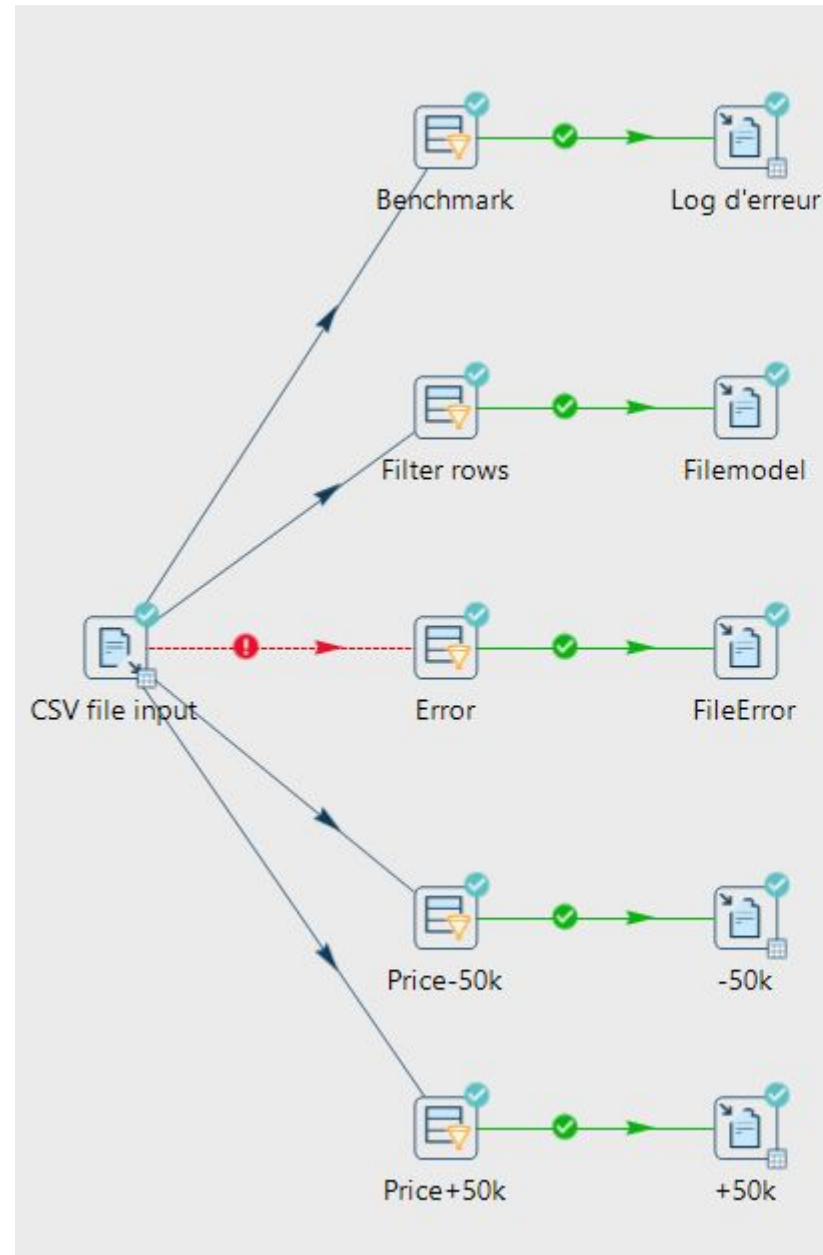 Benchmark
Log d'erreur
Filter rows
Filemodel
CSV file input
Error
FileError
Price-50k
-50k
Price+50k
+50k